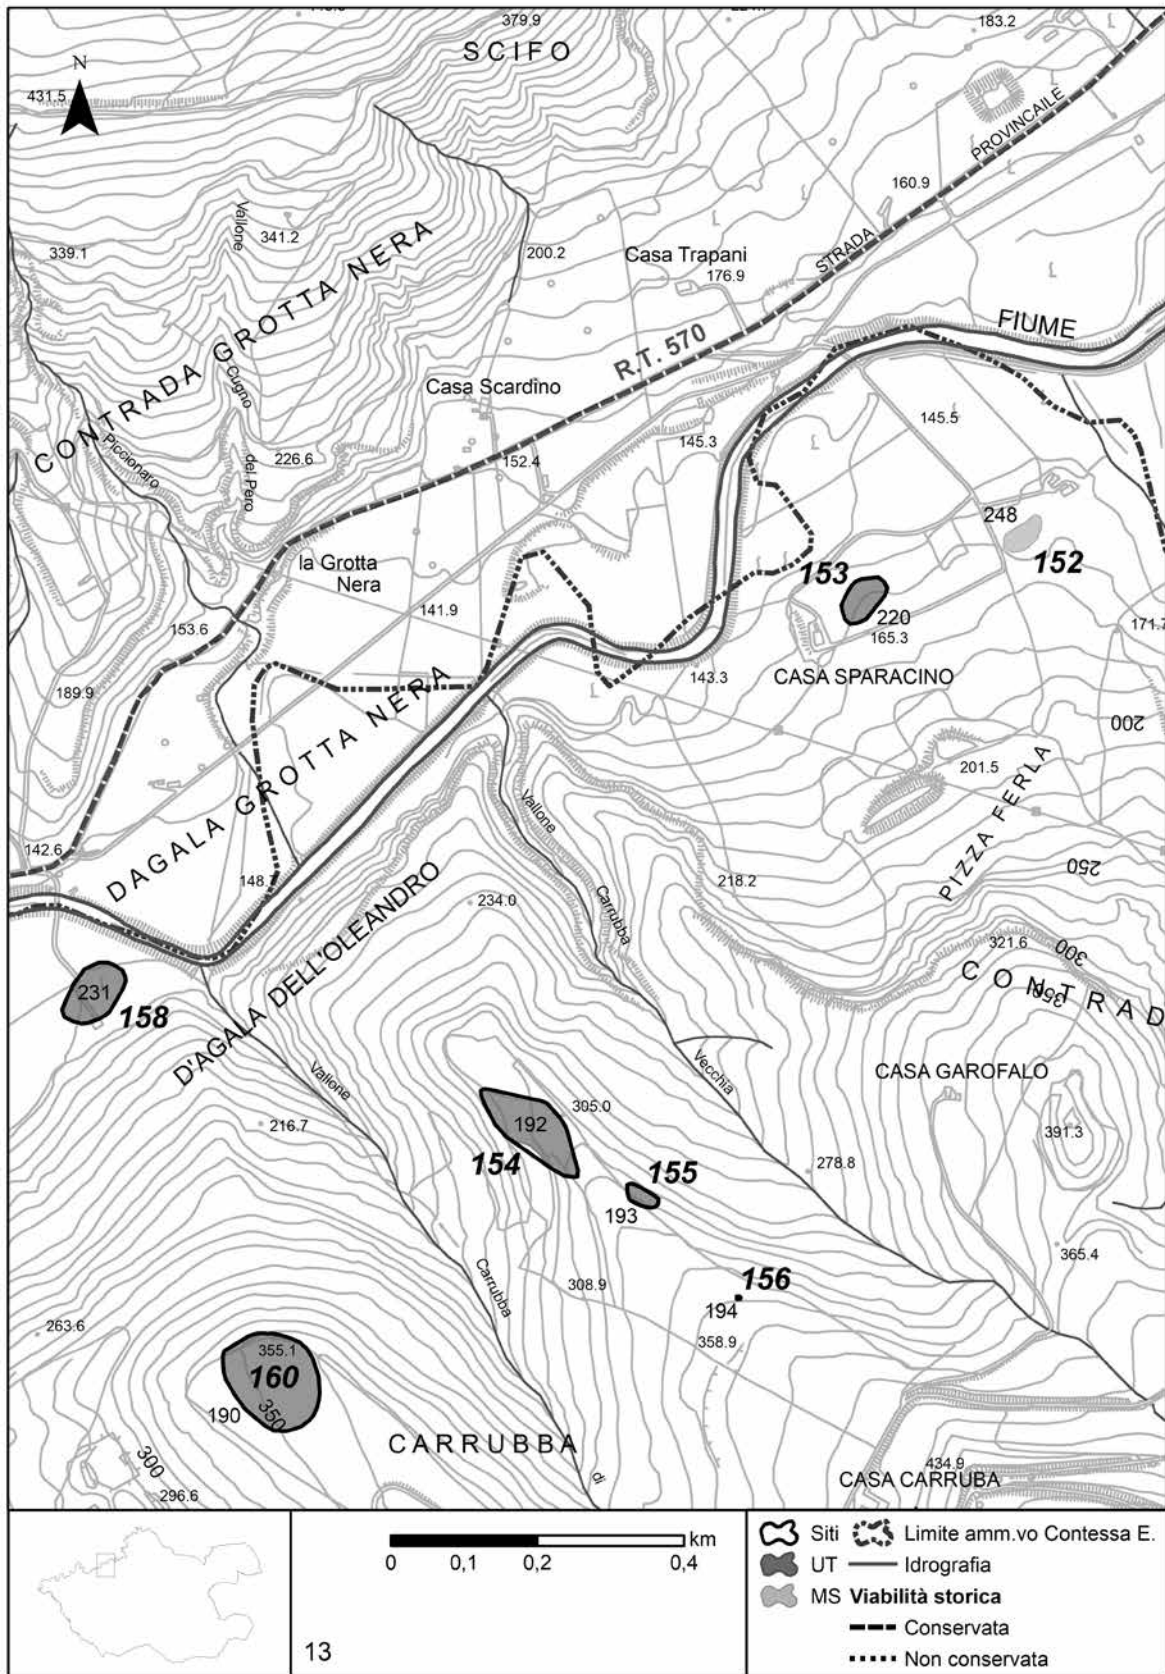 379.9
183.2
SCIFO
N
431.5
PROVINCAILE
160.9
Vallone
341.2
339.1
200.2
Casa Trapani
176.9
STRADA
CONTRADA GROTTA NERA
FIUME
R.T. 570
Cugno
Casa Scardino
145.5
Piccionaro
226.6
del Pero
145.3
152.4
248
152
la Grotta
Nera
153
141.9
220
153.6
165.3
171.7
143.3
CASA SPARACINO
189.9
200
DAGALA GROTTA NERA
201.5
PIZZA FERLA
Vallone
142.6
250
148.7
218.2
234.0
Carrubba
321.6
300
CONTRAD
350
231
158
D'AGALA DELL'OLEANDRO
Vecchia
CASA GAROFALO
Vallone
305.0
192
216.7
391.3
154
155
278.8
193
365.4
Carrubba
308.9
156
194
263.6
358.9
355.1
160
190
350
CARRUBBA
300
di
434.9
CASA CARRUBA
296.6
km
0 0,1 0,2 0,4
13
Siti Limite amm.vo Contessa E.
UT Idrografia
MS Viabilità storica
Conservata
Non conservata